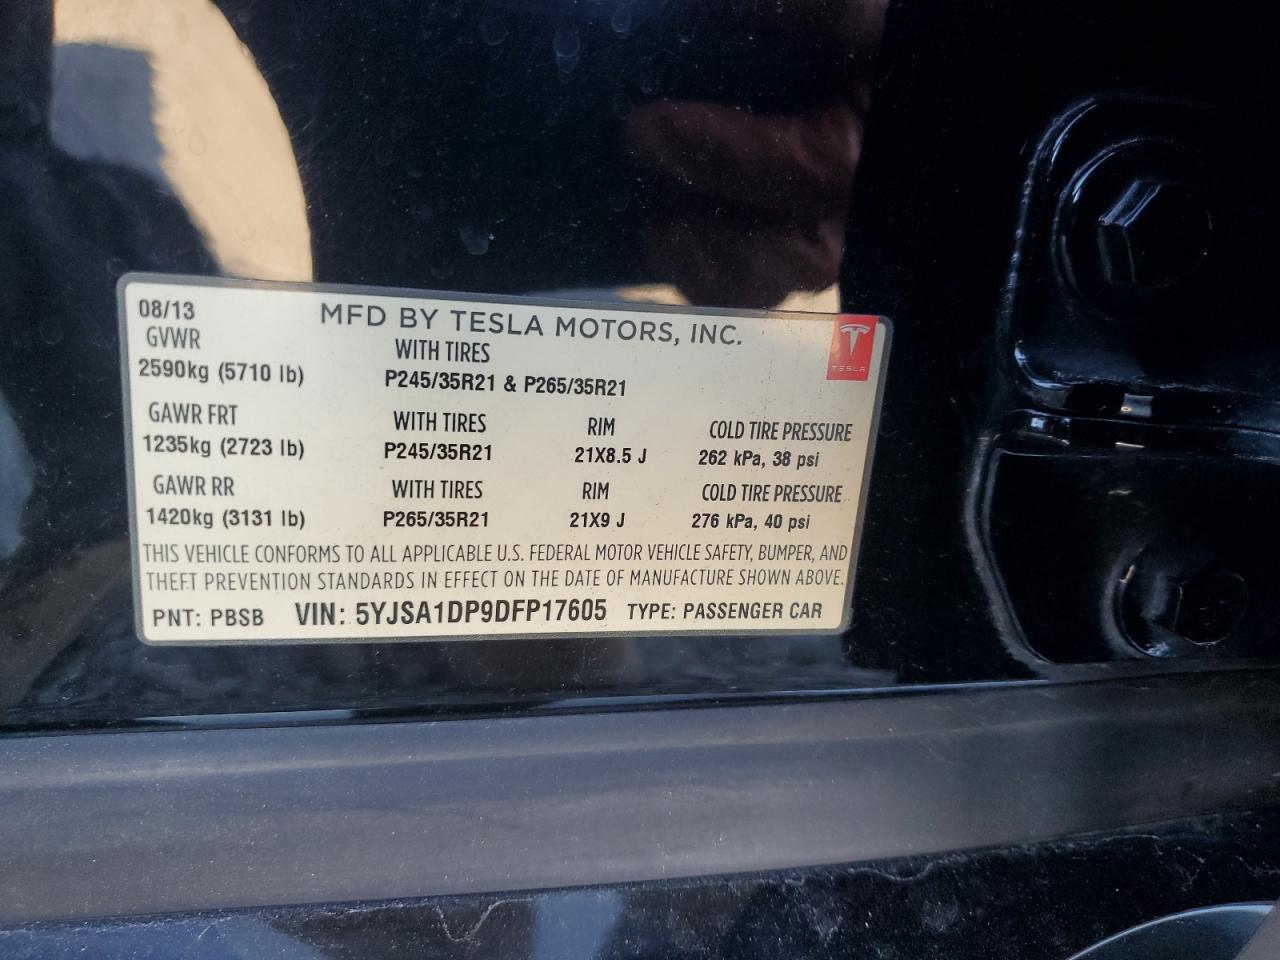 08/13 MFD BY TESLA MOTORS, INC.
GVWR WITH TIRES
2590kg (5710 lb) P245/35R21 & P265/35R21
TESLA
GAWR FRT WITH TIRES RIM COLD TIRE PRESSURE
1235kg (2723 lb) P245/35R21 21X8.5 J 262 kPa, 38 psi
GAWR RR WITH TIRES RIM COLD TIRE PRESSURE
1420kg (3131 lb) P265/35R21 21X9 J 276 kPa, 40 psi
THIS VEHICLE CONFORMS TO ALL APPLICABLE U.S. FEDERAL MOTOR VEHICLE SAFETY, BUMPER, AND
THEFT PREVENTION STANDARDS IN EFFECT ON THE DATE OF MANUFACTURE SHOWN ABOVE.
PNT: PBSB VIN: 5YJSA1DP9DFP17605 TYPE: PASSENGER CAR